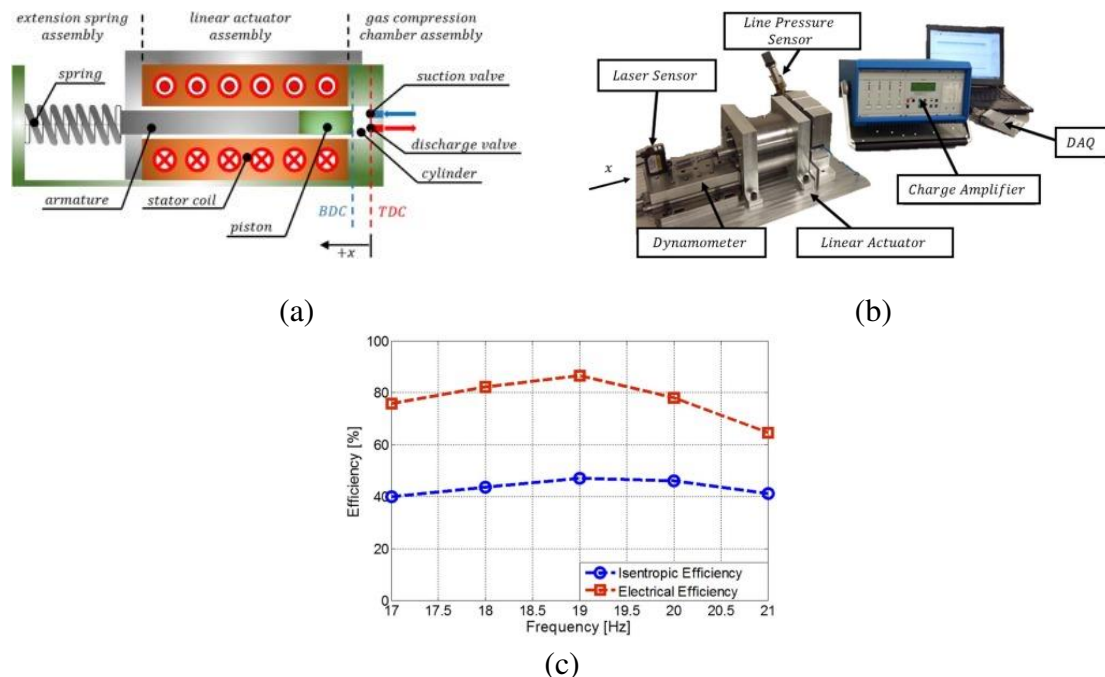 extension spring
assembly
linear actuator
assembly
gas compression
chamber assembly
spring
suction valve
discharge valve
cylinder
armature
stator coil
piston
BDC
TDC
+x
(a)
Line Pressure
Sensor
Laser Sensor
x
DAQ
Charge Amplifier
Dynamometer
Linear Actuator
(b)
Efficiency [%]
100
80
60
40
20
0
Isentropic Efficiency
Electrical Efficiency
17
17.5
18
18.5
19
19.5
20
20.5
21
Frequency [Hz]
(c)